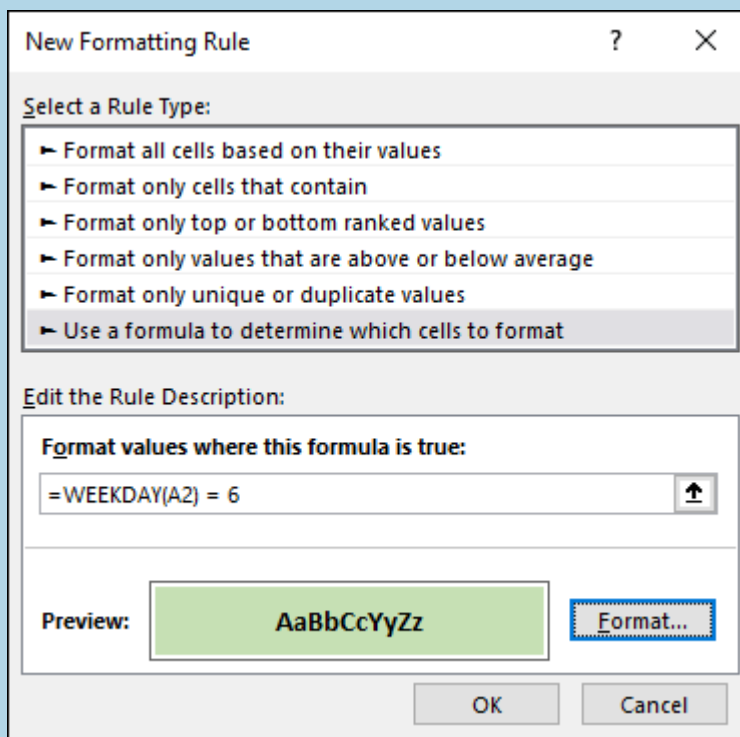 New Formatting Rule
?
Select a Rule Type:
► Format all cells based on their values
► Format only cells that contain
► Format only top or bottom ranked values
► Format only values that are above or below average
► Format only unique or duplicate values
► Use a formula to determine which cells to format
Edit the Rule Description:
Format values where this formula is true:
=WEEKDAY(A2) = 6
Preview:
AaBbCcYyZz
Format...
OK
Cancel